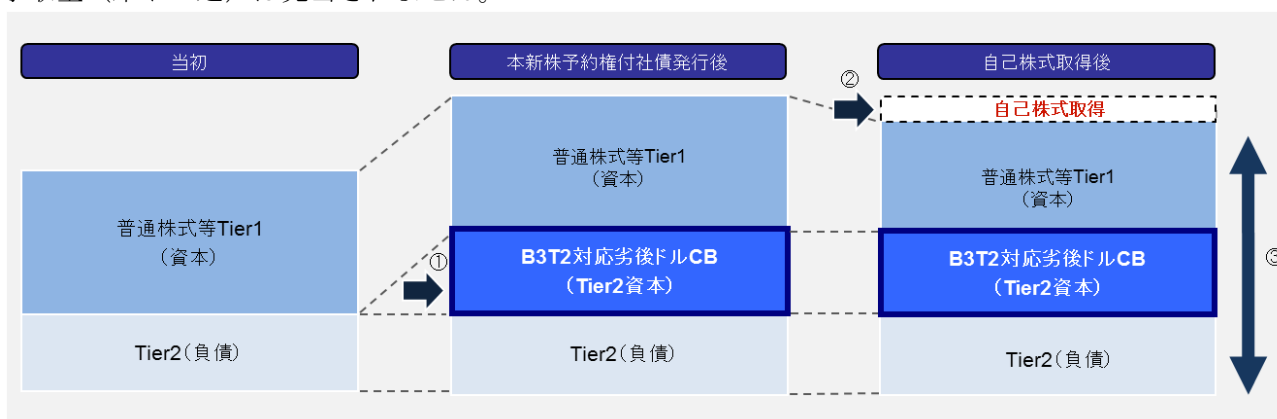 当初
本新株予約権付社債発行後
自己株式取得後
②
自己株式取得
普通株式等Tier1
（資本）
普通株式等Tier1
（資本）
普通株式等Tier1
（資本）
①
B3T2対応劣後ドルCB
（Tier2資本）
B3T2対応劣後ドルCB
（Tier2資本）
③
Tier2（負債）
Tier2（負債）
Tier2（負債）